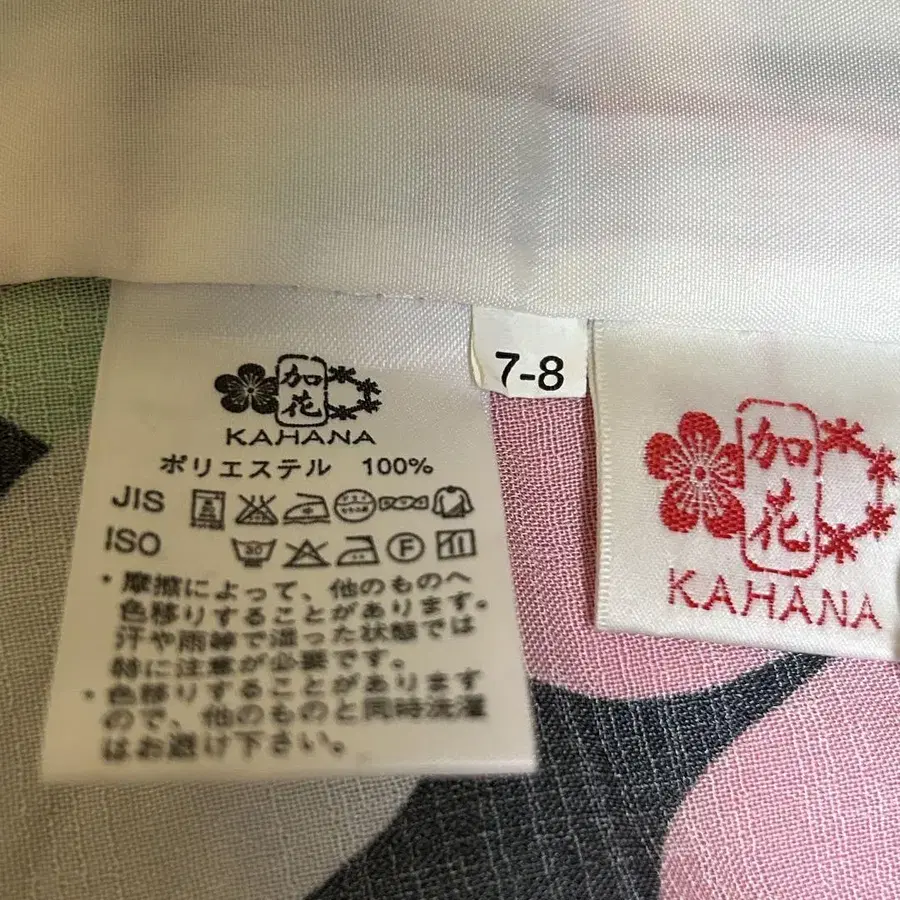 加花
KAHANA
ポリエステル 100%
JIS
ISO
・摩擦によって、他のものへ
色移りすることがあります。
汗や雨等で湿った状態では
特に注意が必要です。
・色移りすることがあります
ので、他のものと同時洗濯
はお避け下さい。
7-8
加花
KAHANA